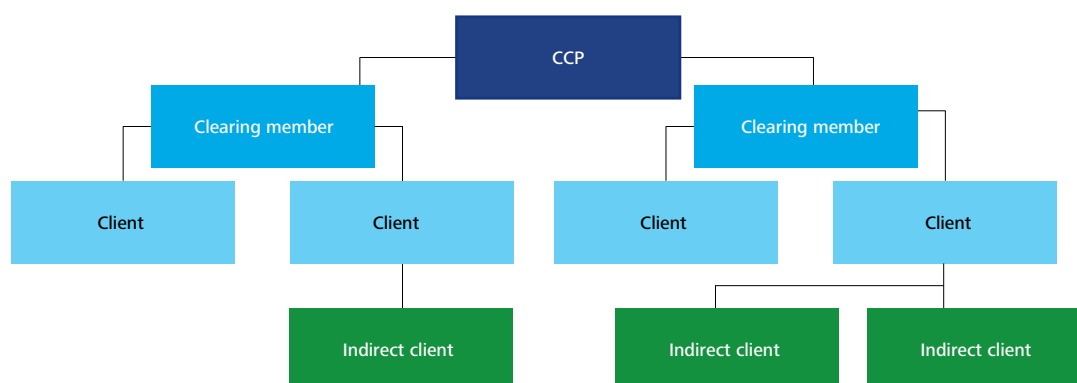 CCP
Clearing member
Clearing member
Client
Client
Client
Client
Indirect client
Indirect client
Indirect client